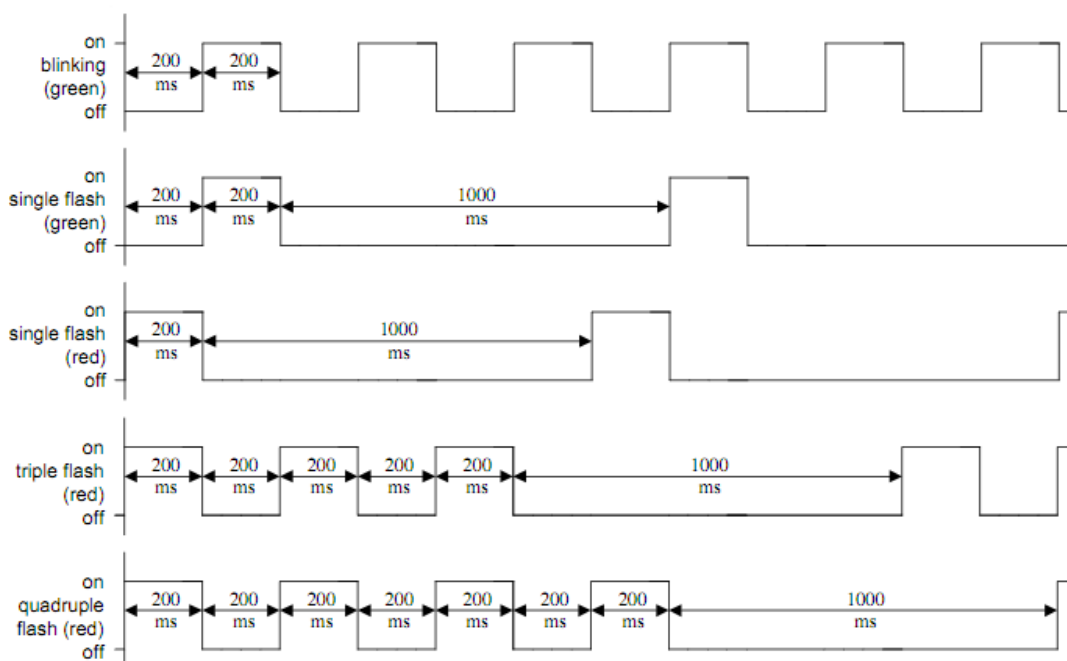 on
blinking
(green)
off
200
ms
200
ms
on
single flash
(green)
off
200
ms
200
ms
1000
ms
on
single flash
(red)
off
200
ms
1000
ms
on
triple flash
(red)
off
200
ms
200
ms
200
ms
200
ms
200
ms
1000
ms
on
quadruple
flash (red)
off
200
ms
200
ms
200
ms
200
ms
200
ms
200
ms
200
ms
1000
ms